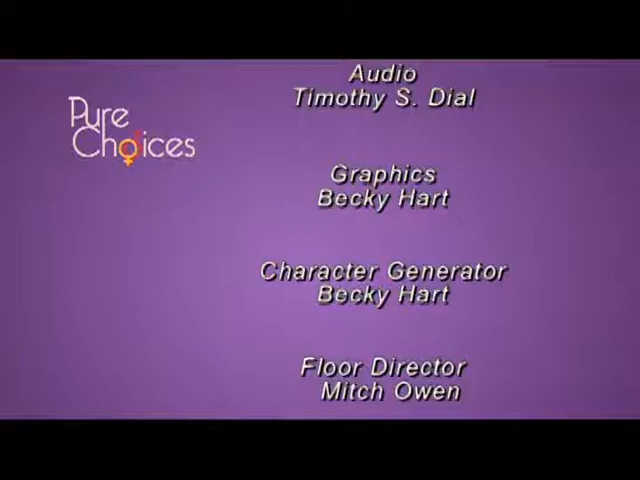 Pure
Choices
Audio
Timothy S. Dial
Graphics
Becky Hart
Character Generator
Becky Hart
Floor Director
Mitch Owen